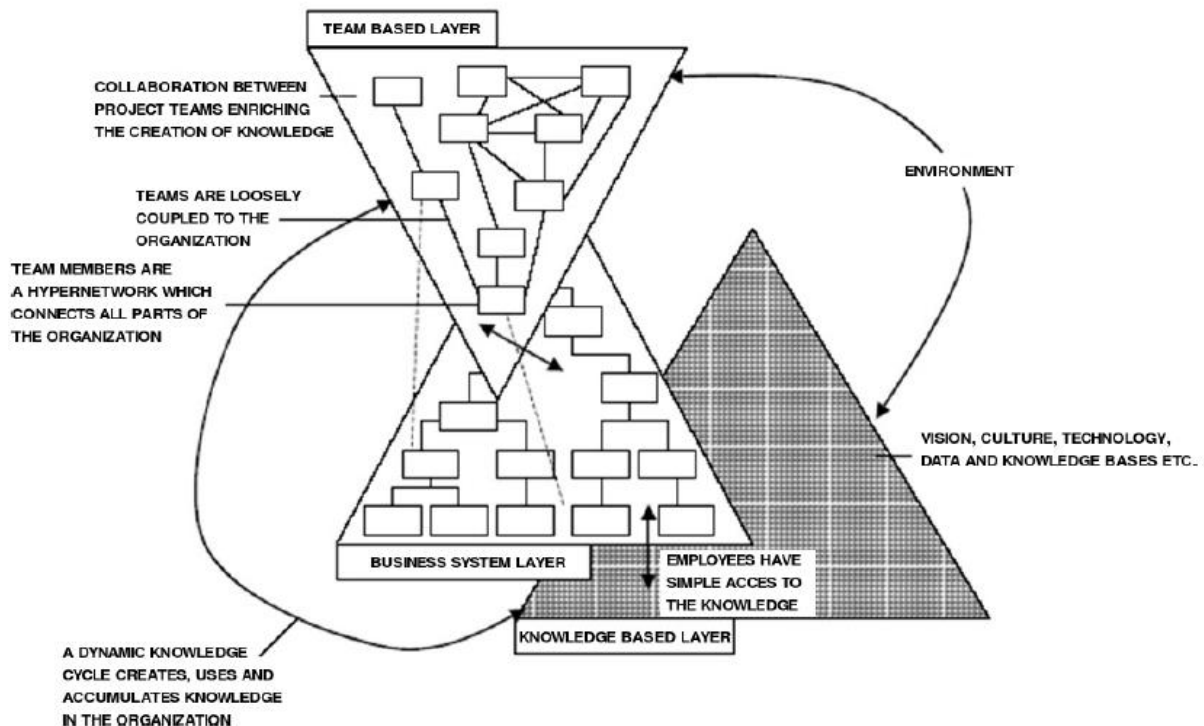 TEAM BASED LAYER
COLLABORATION BETWEEN
PROJECT TEAMS ENRICHING
THE CREATION OF KNOWLEDGE
ENVIRONMENT
TEAMS ARE LOOSELY
COUPLED TO THE
ORGANIZATION
TEAM MEMBERS ARE
A HYPERNETWORK WHICH
CONNECTS ALL PARTS OF
THE ORGANIZATION
VISION, CULTURE, TECHNOLOGY,
DATA AND KNOWLEDGE BASES ETC.
BUSINESS SYSTEM LAYER
EMPLOYEES HAVE
SIMPLE ACCES TO
THE KNOWLEDGE
KNOWLEDGE BASED LAYER
A DYNAMIC KNOWLEDGE
CYCLE CREATES, USES AND
ACCUMULATES KNOWLEDGE
IN THE ORGANIZATION